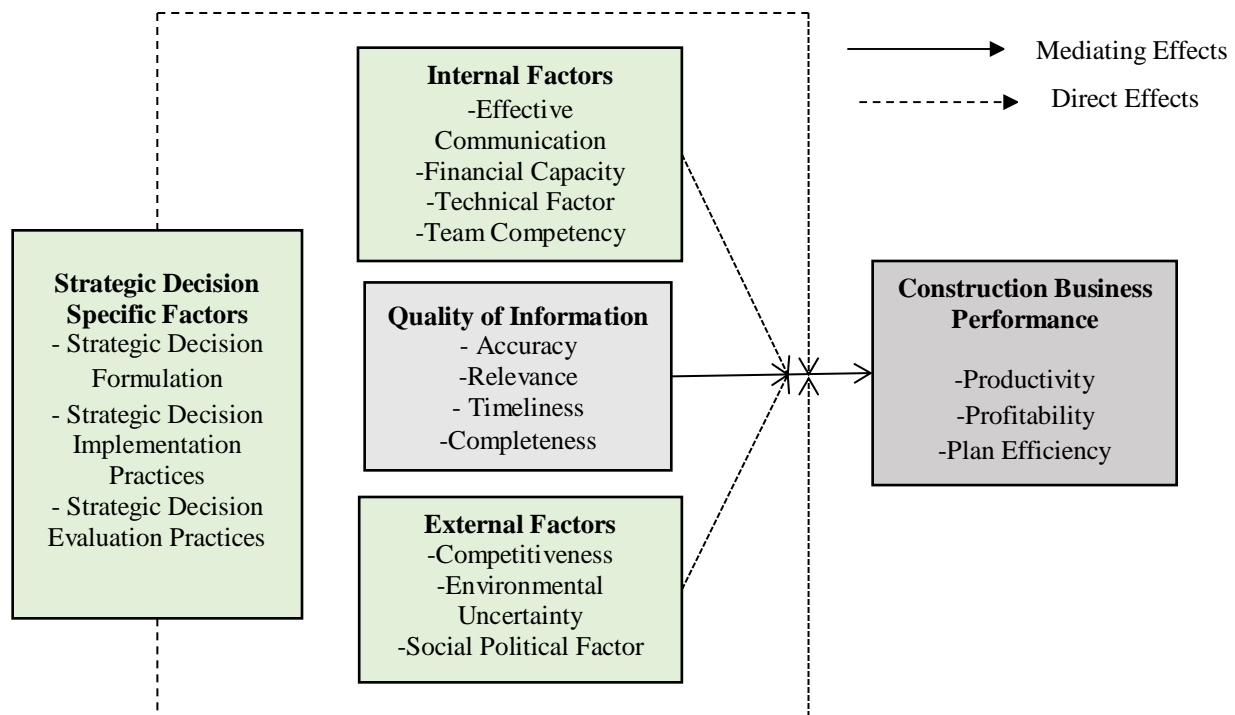 Strategic Decision
Specific Factors
- Strategic Decision
Formulation
- Strategic Decision
Implementation
Practices
- Strategic Decision
Evaluation Practices
Internal Factors
-Effective
Communication
-Financial Capacity
-Technical Factor
-Team Competency
Quality of Information
- Accuracy
-Relevance
- Timeliness
-Completeness
External Factors
-Competitiveness
-Environmental
Uncertainty
-Social Political Factor
Mediating Effects
Direct Effects
Construction Business
Performance
-Productivity
-Profitability
-Plan Efficiency